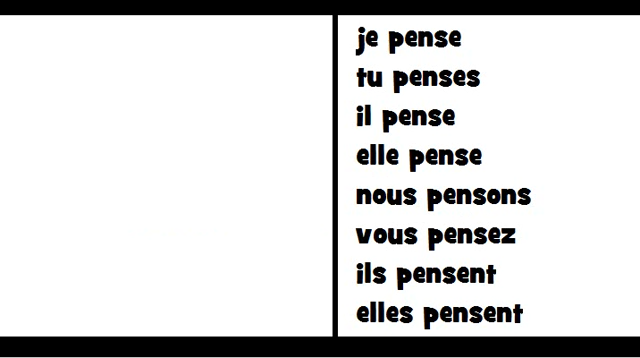 je pense
tu penses
il pense
elle pense
nous pensons
vous pensez
ils pensent
elles pensent